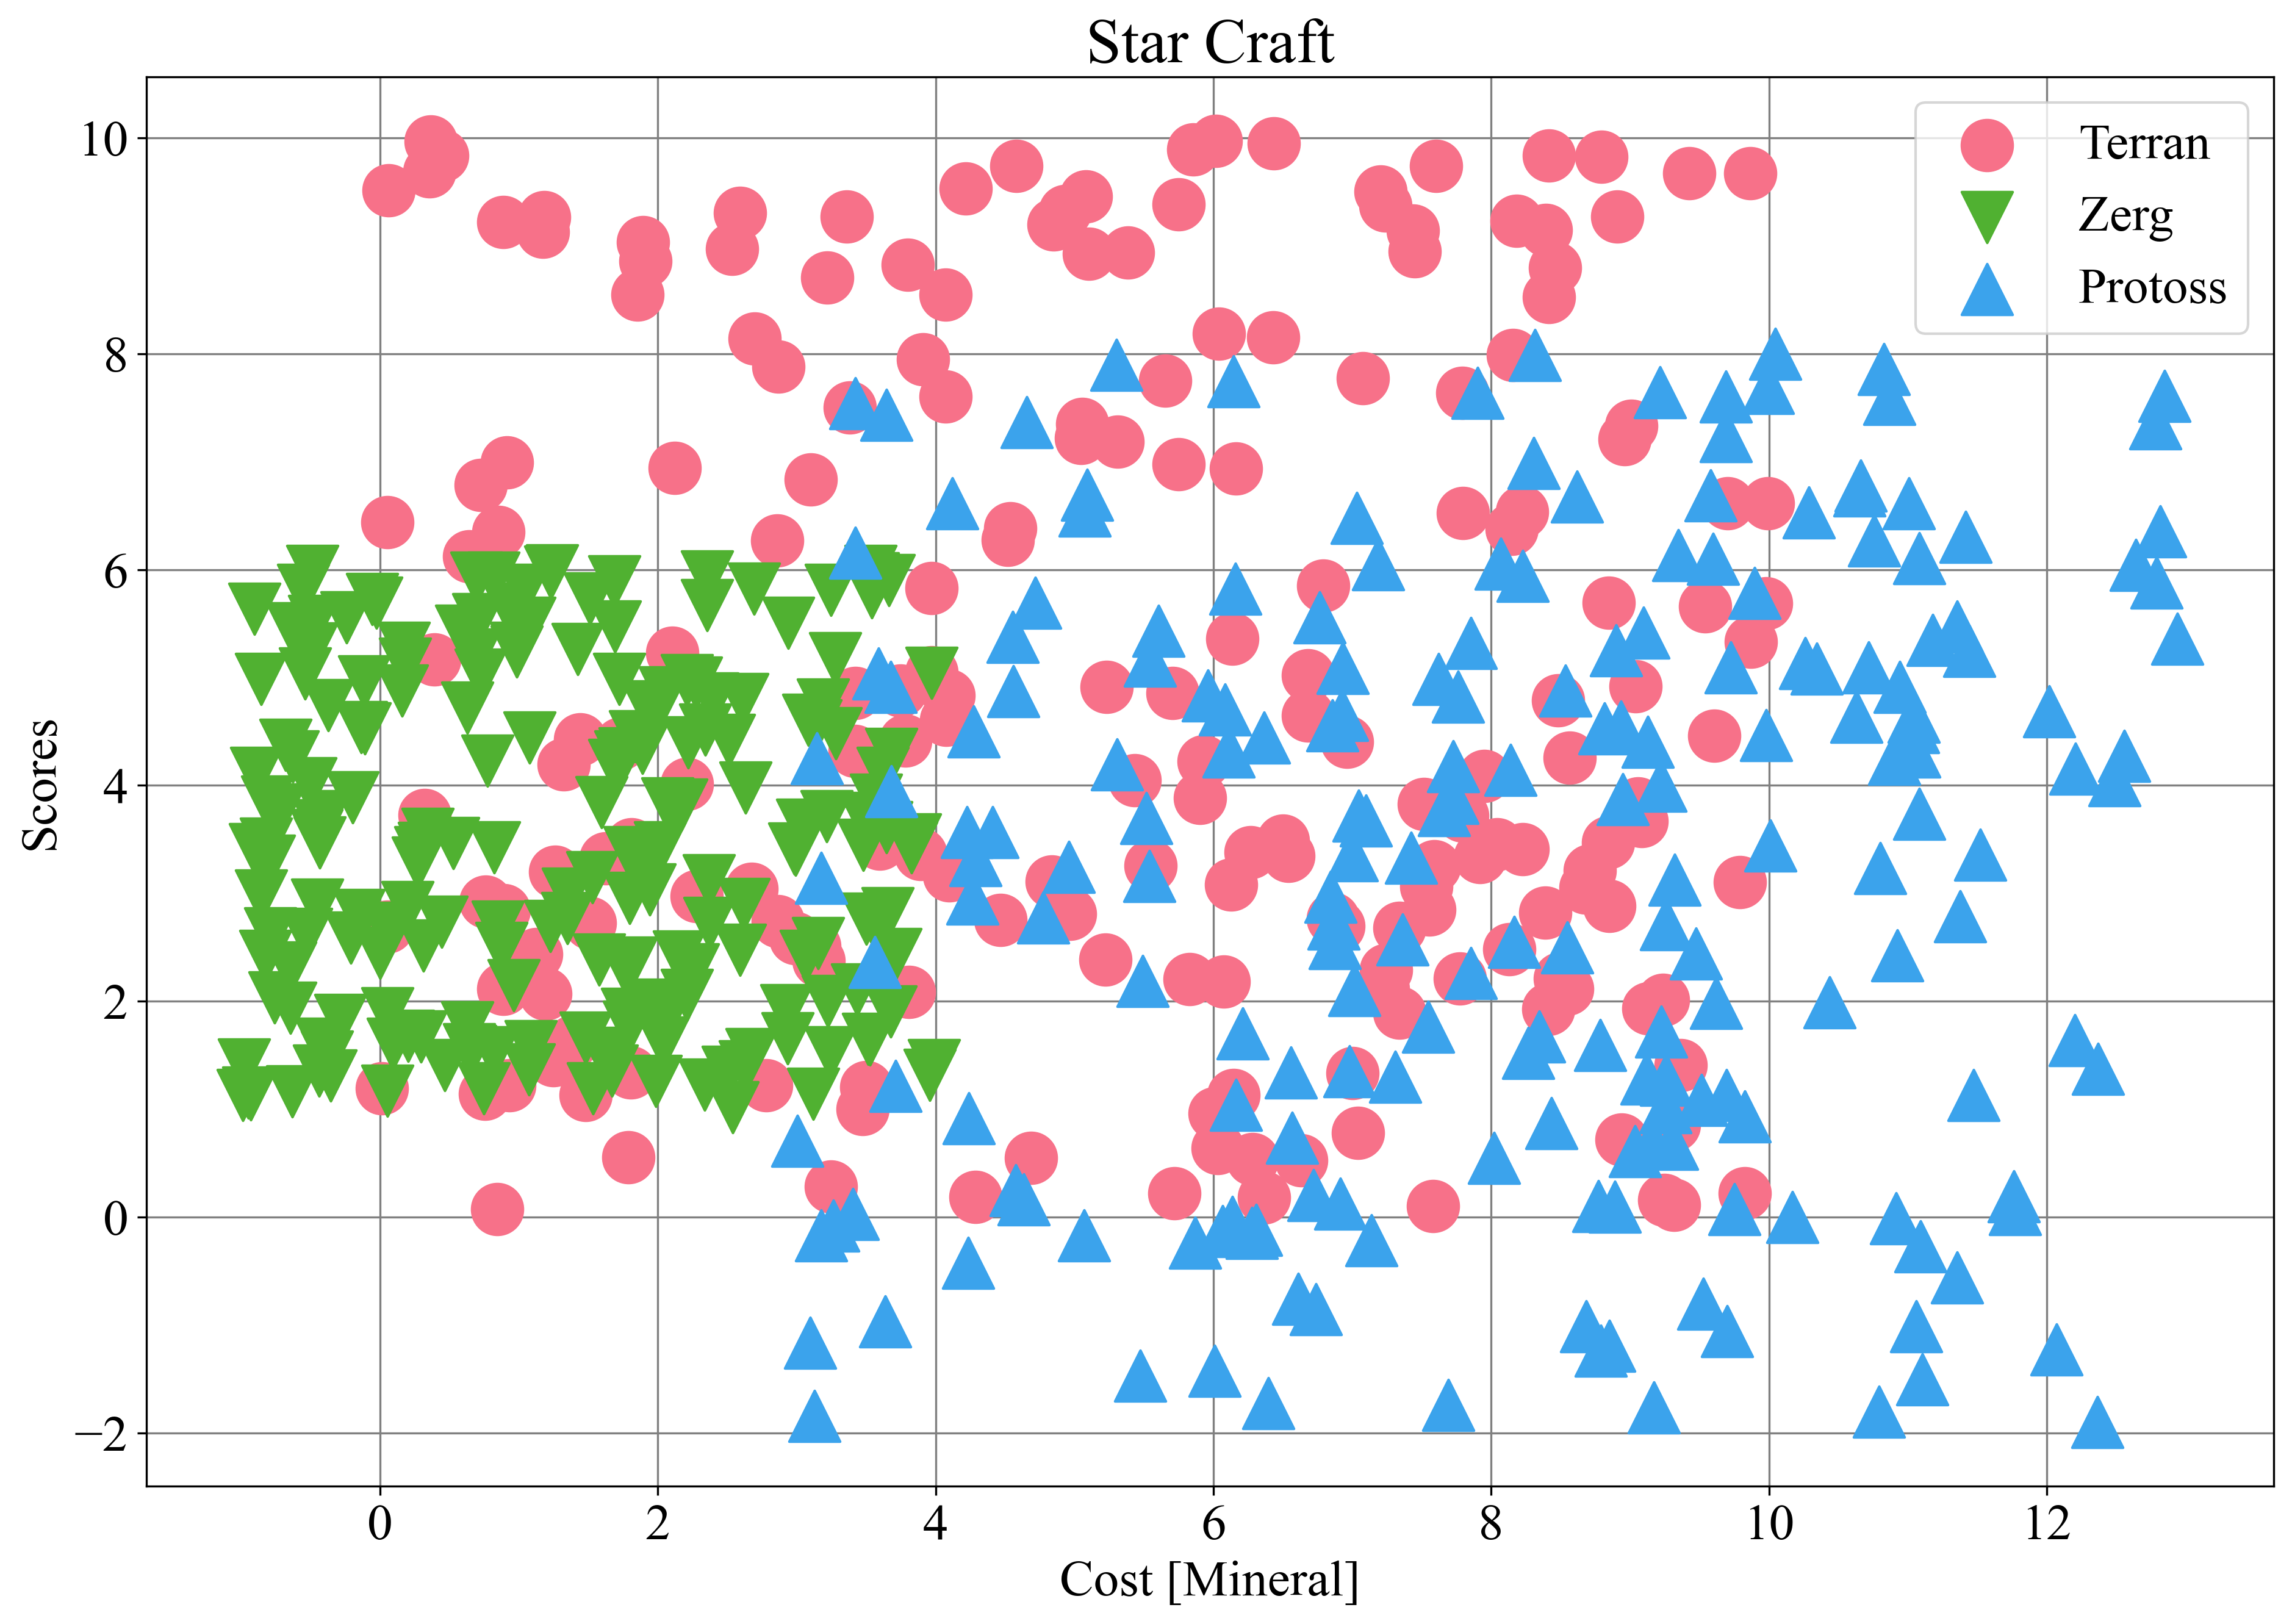 Star Craft
Terran
Zerg
Protoss
10
8
6
4
2
0
−2
Scores
0 2 4 6 8 10 12
Cost [Mineral]